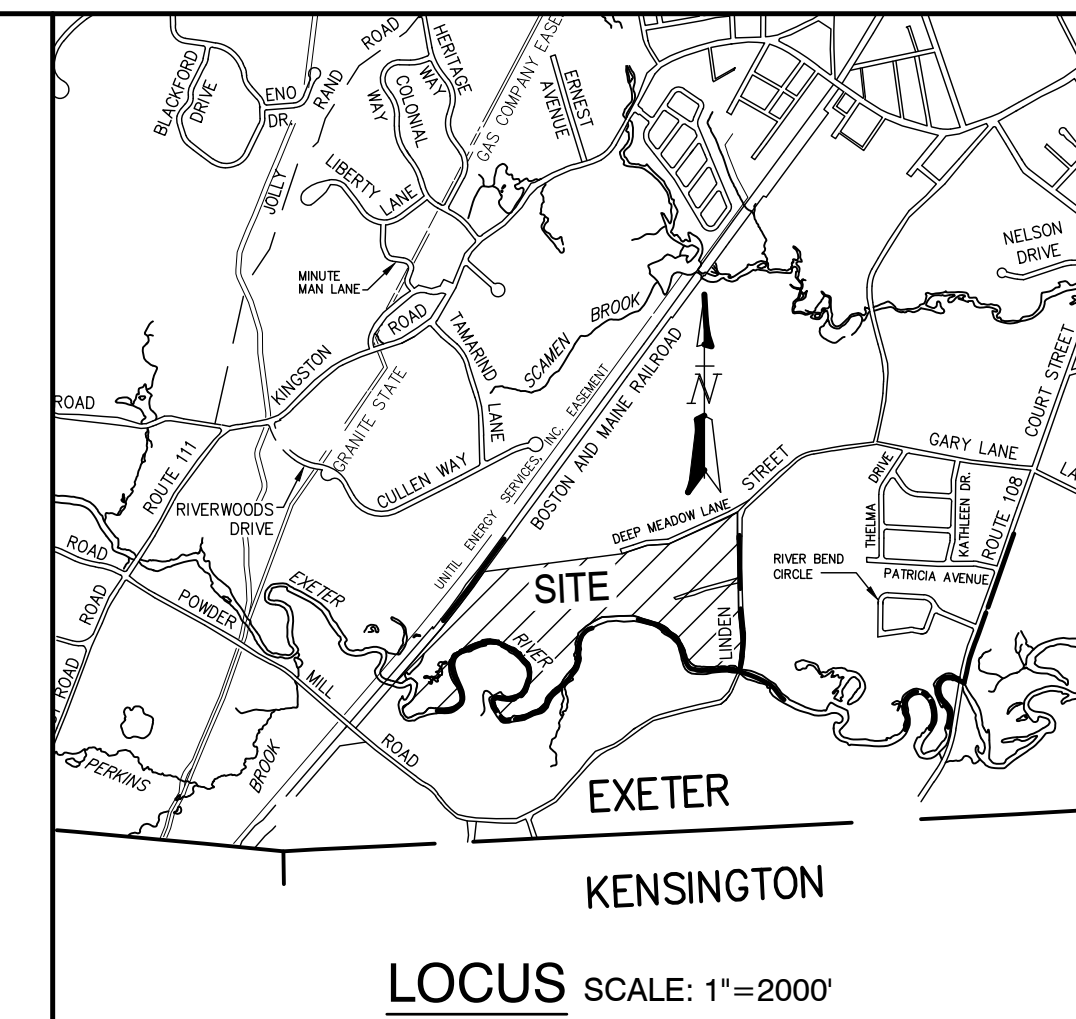 ROAD
HERITAGE
WAY
COLONIAL
WAY
GAS COMPANY EASE
ERNEST
AVENUE
BLACKFORD
DRIVE
ENO
DR.
RAND
JOLLY
LIBERTY
LANE
MINUTE
MAN LANE
NELSON
DRIVE
BROOK
SCAMEN
ROAD
KINGSTON
TAMARIND
LANE
ROAD
GRANITE STATE
UNITIL ENERGY SERVICES, INC. EASEMENT
BOSTON AND MAINE RAILROAD
N
COURT STREET
ROUTE 111
CULLEN WAY
RIVERWOODS
DRIVE
STREET
DEEP MEADOW LANE
GARY LANE
LA
THELMA
DRIVE
KATHLEEN DR.
ROUTE 108
PATRICIA AVENUE
RIVER BEND
CIRCLE
ROAD
ROAD
ROAD
POWDER
MILL
ROAD
EXETER
RIVER
SITE
LINDEN
PERKINS
BROOK
EXETER
KENSINGTON
LOCUS SCALE: 1"=2000'